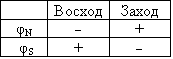 Восход Заход
φN - +
φS + -